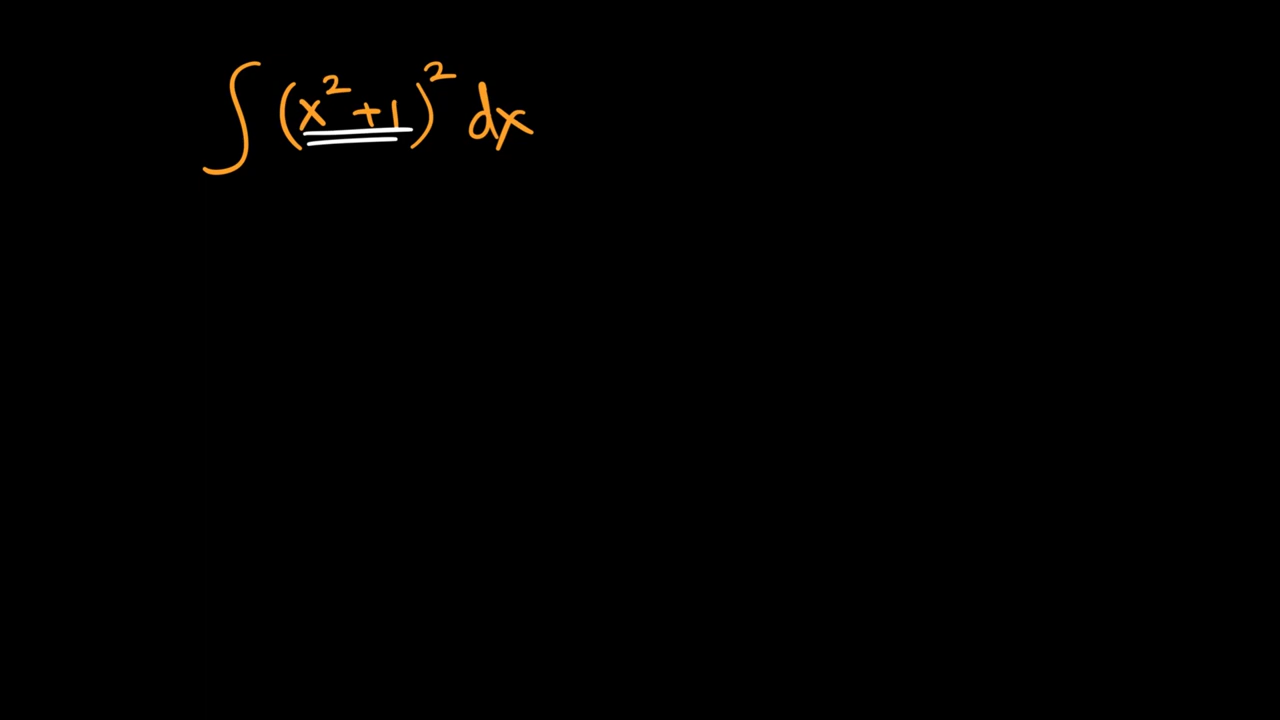 ∫ (x² + 1)² dx